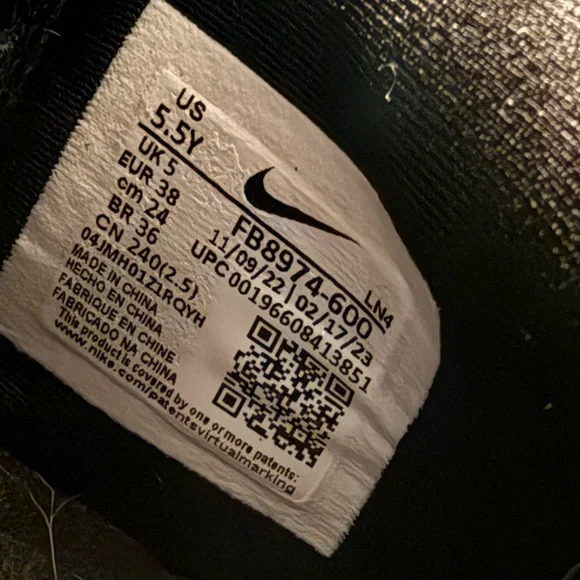 US
5.5Y
UK 5
EUR 38
cm 24
BR 36
CN 240(2.5)
04JMH01Z1RQYH
MADE IN CHINA
HECHO EN CHINA
FABRIQUE EN CHINE
FABRICADO NA CHINA
This product is covered by one or more patents:
www.nike.com/patentsvirtualmarking
FB8974-600
LN4
11/09/22 | 02/17/23
UPC 00196608413851